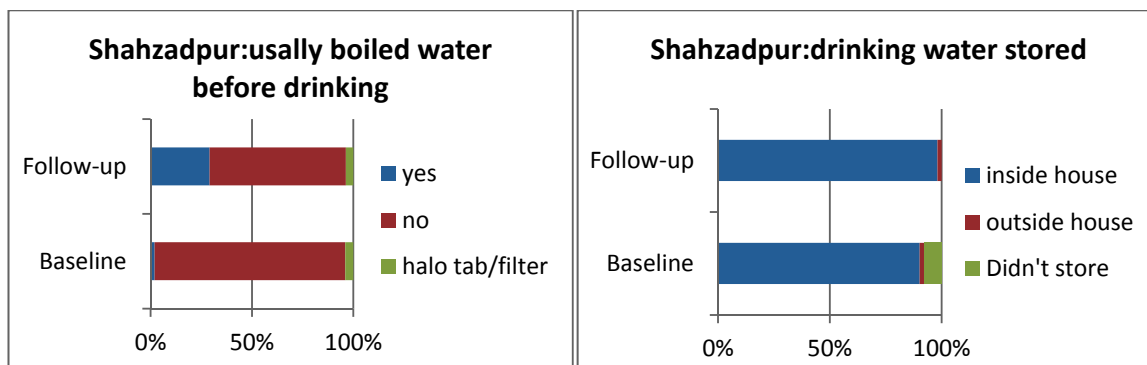 Shahzadpur:usally boiled water
before drinking
Follow-up
Baseline
yes
no
halo tab/filter
0%
50%
100%
Shahzadpur:drinking water stored
Follow-up
Baseline
inside house
outside house
Didn't store
0%
50%
100%